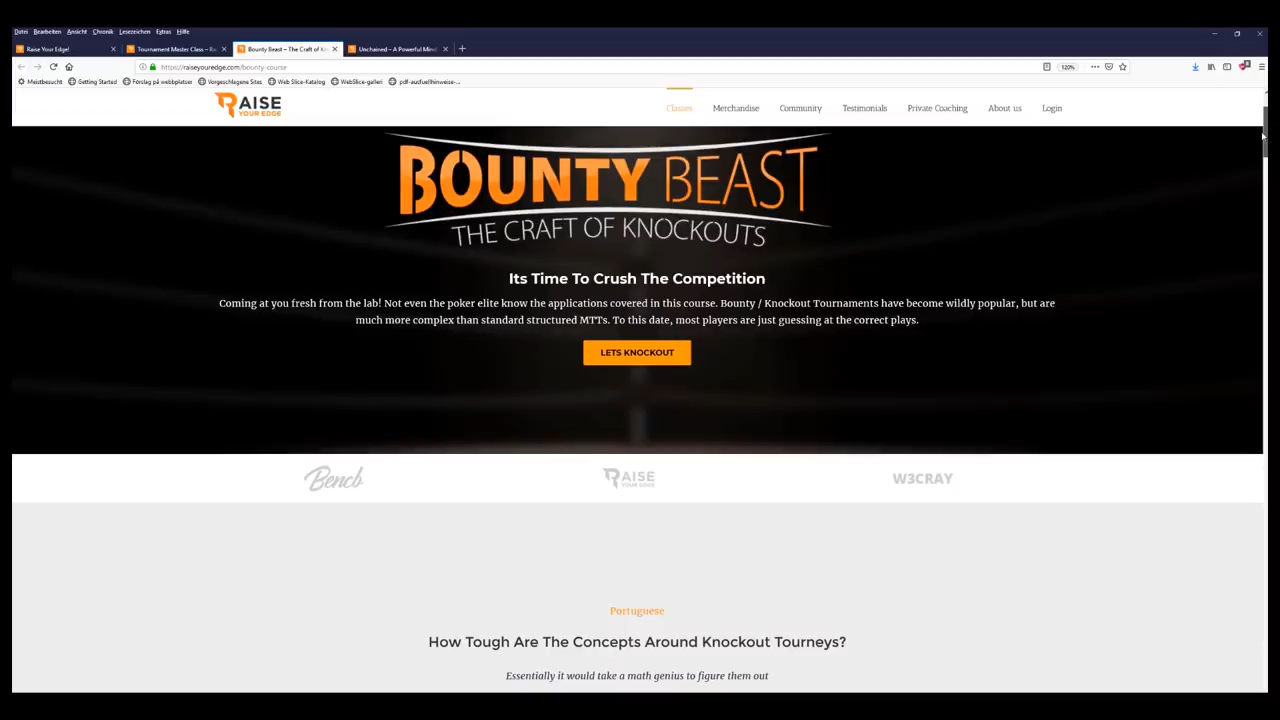 Datei Bearbeiten Ansicht Chronik Lesezeichen Extras Hilfe
Raise Your Edge! Tournament Master Class – Ra Bounty Beast – The Craft of Kn Unchained – A Powerful Mind
https://raiseyouredge.com/bounty-course 120%
Meistbesucht Getting Started Förslag på webbplatser Vorgeschlagene Sites Web Slice-Katalog WebSlice-galleri pdf-ausfuellhinweise-...
RAISE
YOUR EDGE
Classes Merchandise Community Testimonials Private Coaching About us Login
BOUNTY BEAST
THE CRAFT OF KNOCKOUTS
Its Time To Crush The Competition
Coming at you fresh from the lab! Not even the poker elite know the applications covered in this course. Bounty / Knockout Tournaments have become wildly popular, but are
much more complex than standard structured MTTs. To this date, most players are just guessing at the correct plays.
LETS KNOCKOUT
Bencb RAISE W3CRAY
YOUR EDGE
Portuguese
How Tough Are The Concepts Around Knockout Tourneys?
Essentially it would take a math genius to figure them out